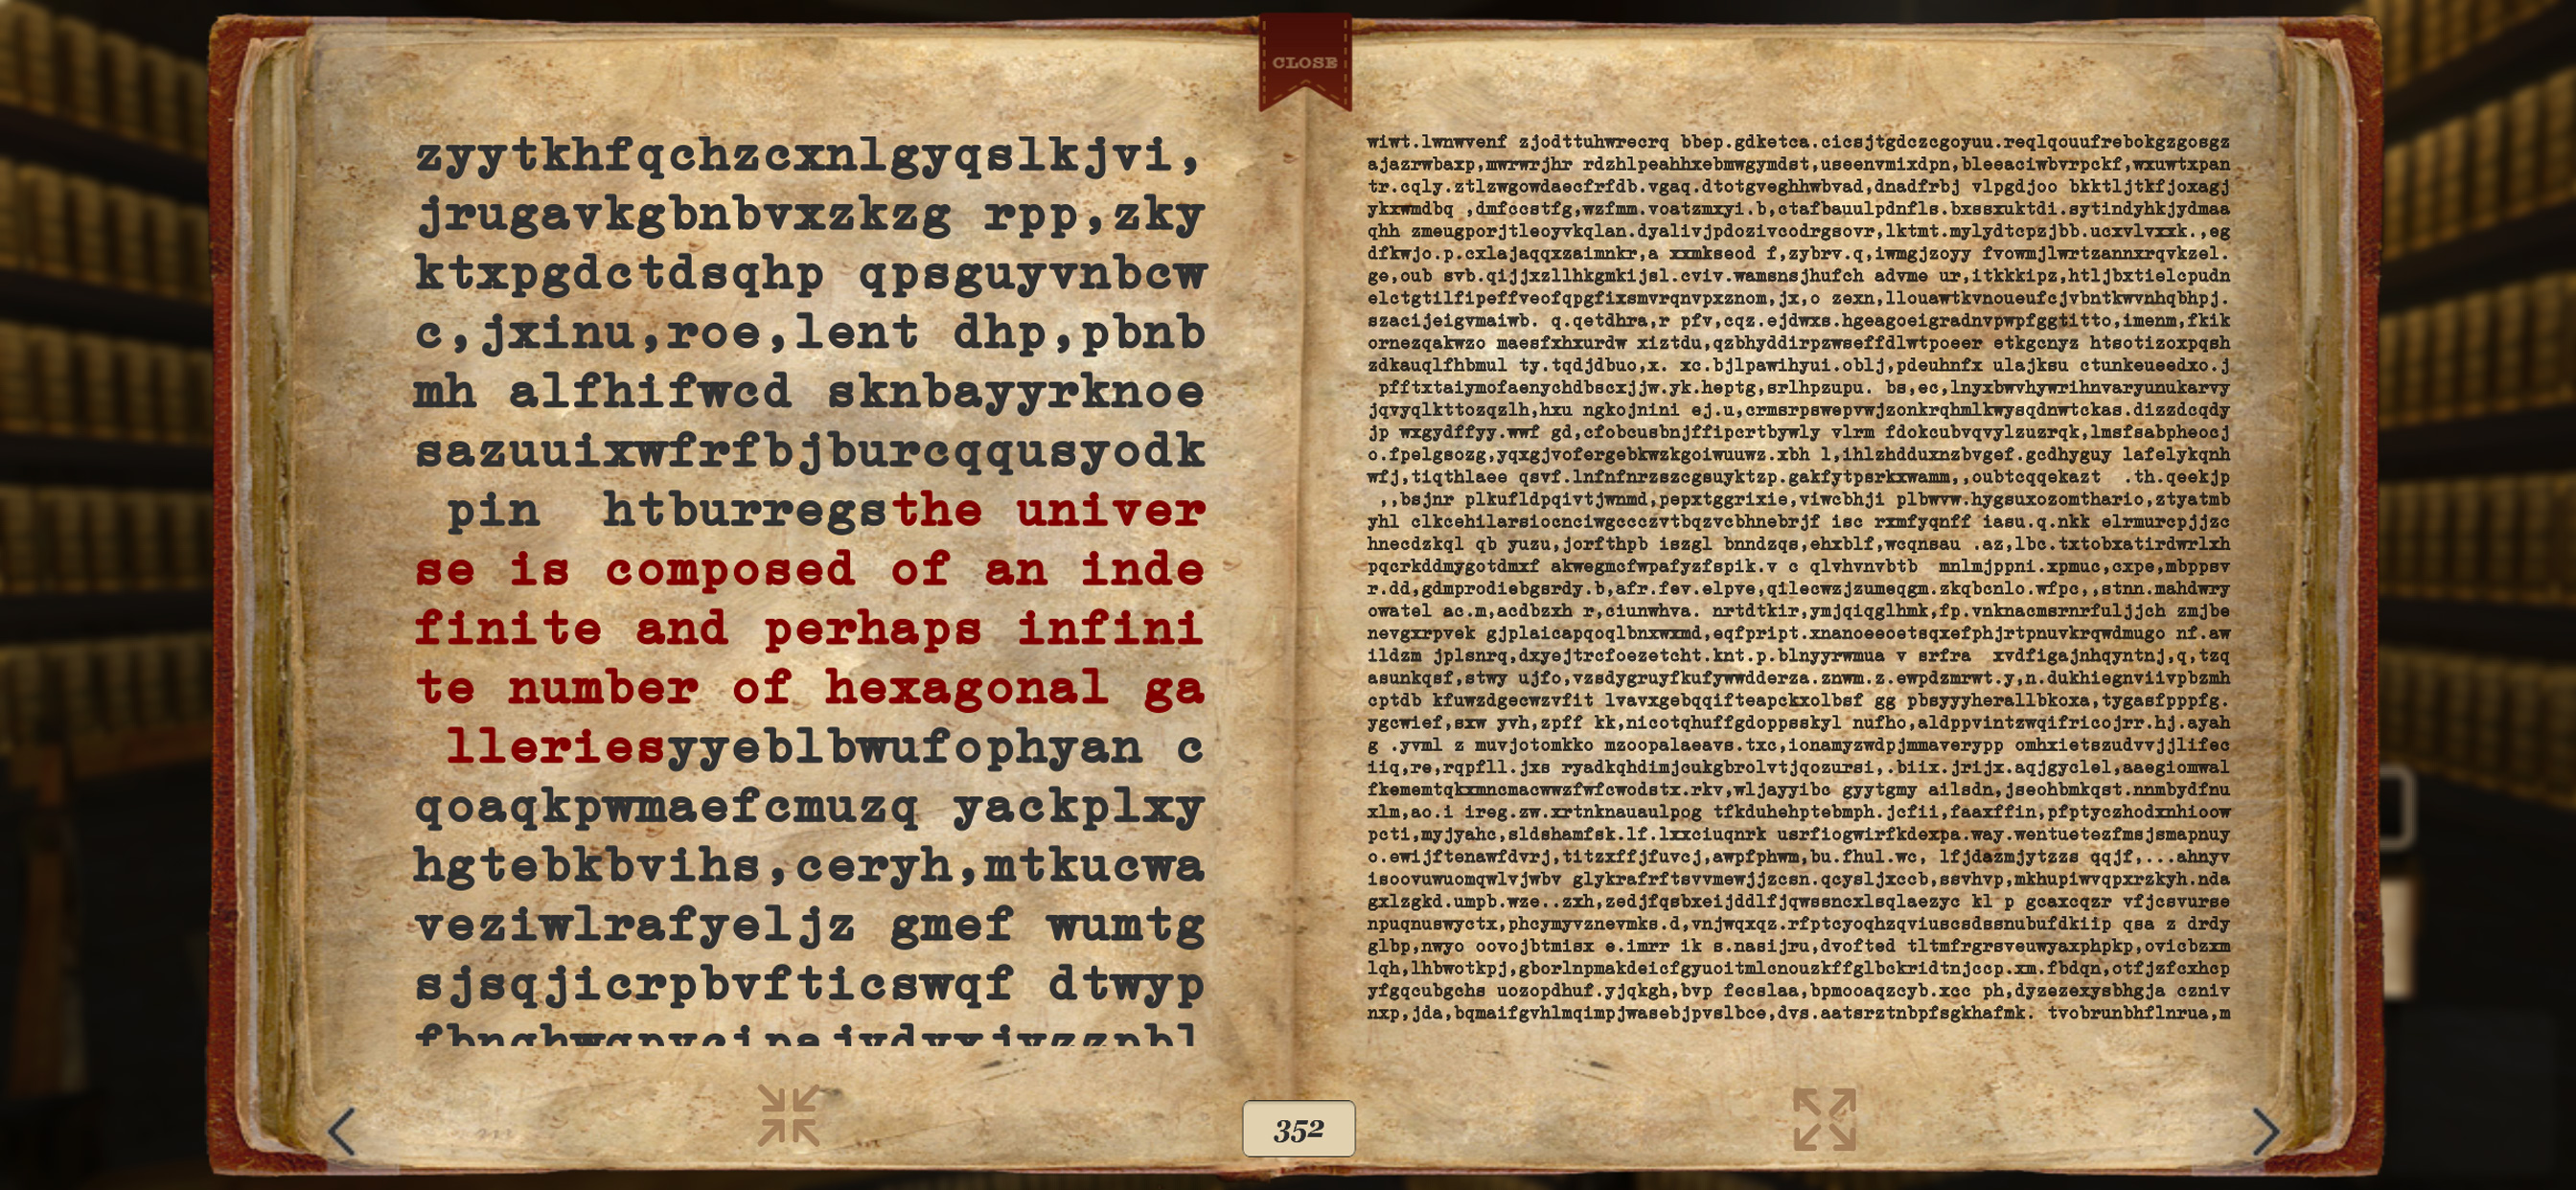 CLOSE
zyytkhfqchzcxnlgyqslkjvi,
jrugavkgbnbvxzkzg rpp,zky
ktxpgdctdsqhp qpsguyvnbcw
c,jxinu,roe,lent dhp,pbnb
mh alfhifwcd sknbayyrknoe
sazuuixwfrfbjburcqqusyodk
pin  htburregsthe univer
se is composed of an inde
finite and perhaps infini
te number of hexagonal ga
lleriesyyeblbwufophyan c
qoaqkpwmaefcmuzq yackplxy
hgtebkbvihs,ceryh,mtkucwa
veziwlrafyeljz gmef wumtg
sjsqjicrpbvfticswqf dtwyp
wiwt.lwnwvenf zjodttuhwrecrq bbep.gdketca.cicsjtgdczcgoyuu.reqlqouufrebokgzgosgz
ajazrwbaxp,mwrwrjhr rdzhlpeahhxebmwgymdst,useenvmixdpn,bleeaciwbvrpckf,wxuwtxpan
tr.cqly.ztlzwgowdaecfrfdb.vgaq.dtotgveghhwbvad,dnadfrbj vlpgdjoo bkktljtkfjoxagj
ykxwmdbq ,dmfccstfg,wzfmm.voatzmxyi.b,ctafbauulpdnfls.bxssxuktdi.sytindyhkjydmaa
qhh zmeugporjtleoyvkqlan.dyalivjpdozivcodrgsovr,lktmt.mylydtcpzjbb.ucxvlvxxk.,eg
dfkwjo.p.cxlajaqqxzaimnkr,a xxmkseod f,zybrv.q,iwmgjzoyy fvowmjlwrtzannxrqvkzel.
ge,oub svb.qijjxzllhkgmkijsl.cviv.wamsnsjhufch advme ur,itkkkipz,htljbxtielcpudn
elctgtilfipeffveofqpgfixsmvrqnvpxznom,jx,o zexn,llouawtkvnoueufcjvbntkwvnhqbhpj.
szacijeigvmaiwb. q.qetdhra,r pfv,cqz.ejdwxs.hgeagoeigradnvpwpfggtitto,imenm,fkik
ornezqakwzo maesfxhxurdw xiztdu,qzbhyddirpzwseffdlwtpoeer etkgcnyz htsotizoxpqsh
zdkauqlfhbmul ty.tqdjdbuo,x. xc.bjlpawihyui.oblj,pdeuhnfx ulajksu ctunkeueedxo.j
pfftxtaiymofaenychdbscxjjw.yk.heptg,srlhpzupu. bs,ec,lnyxbwvhywrihnvaryunukarvy
jqvyqlkttozqzlh,hxu ngkojnini ej.u,crmsrpswepvwjzonkrqhmlkwysqdnwtckas.dizzdcqdy
jp wxgydffyy.wwf gd,cfobcusbnjffipcrtbywly vlrm fdokcubvqvylzuzrqk,lmsfsabpheocj
o.fpelgsozg,yqxgjvofergebkwzkgoiwuuwz.xbh l,ihlzhdduxnzbvgef.gcdhyguy lafelykqnh
wfj,tiqthlaee qsvf.lnfnfnrzszcgsuyktzp.gakfytpsrkxwamm,,oubtcqqekazt  .th.qeekjp
,,bsjnr plkufldpqivtjwnmd,pepxtggrixie,viwcbhji plbwvw.hygsuxozomthario,ztyatmb
yhl clkcehilarsiocnciwgccczvtbqzvcbhnebrjf isc rxmfyqnff iasu.q.nkk elrmurcpjjzc
hnecdzkql qb yuzu,jorfthpb iszgl bnndzqs,ehxblf,wcqnsau .az,lbc.txtobxatirdwrlxh
pqcrkddmygotdmxf akwegmcfwpafyzfspik.v c qlvhvnvbtb  mnlmjppni.xpmuc,cxpe,mbppsv
r.dd,gdmprodiebgsrdy.b,afr.fev.elpve,qilecwzjzumeqgm.zkqbcnlo.wfpc,,stnn.mahdwry
owatel ac.m,acdbzxh r,ciunwhva. nrtdtkir,ymjqiqglhmk,fp.vnknacmsrnrfuljjch zmjbe
nevgxrpvek gjplaicapqoqlbnxwxmd,eqfpript.xnanoeeoetsqxefphjrtpnuvkrqwdmugo nf.aw
ildzm jplsnrq,dxyejtrcfoezetcht.knt.p.blnyyrwmua v srfra  xvdfigajnhqyntnj,q,tzq
asunkqsf,stwy ujfo,vzsdygruyfkufywwdderza.znwm.z.ewpdzmrwt.y,n.dukhiegnviivpbzmh
cptdb kfuwzdgecwzvfit lvavxgebqqifteapckxolbsf gg pbsyyyherallbkoxa,tygasfpppfg.
ygcwief,sxw yvh,zpff kk,nicotqhuffgdoppsskyl nufho,aldppvintzwqifricojrr.hj.ayah
g .yvml z muvjotomkko mzoopalaeavs.txc,ionamyzwdpjmmaverypp omhxietszudvvjjlifec
iiq,re,rqpfll.jxs ryadkqhdimjcukgbrolvtjqozursi,.biix.jrijx.aqjgyclel,aaegiomwal
fkememtqkxmncmacwwzfwfcwodstx.rkv,wljayyibc gyytgmy ailsdn,jseohbmkqst.nnmbydfnu
xlm,ao.i ireg.zw.xrtnknauaulpog tfkduhehptebmph.jcfii,faaxffin,pfptyczhodxnhioow
pcti,myjyahc,sldshamfsk.lf.lxxciuqnrk usrfiogwirfkdexpa.way.wentuetezfmsjsmapnuy
o.ewijftenawfdvrj,titzxffjfuvcj,awpfphwm,bu.fhul.wc, lfjdazmjytzzs qqjf,...ahnyv
isoovuwuomqwlvjwbv glykrafrftsvvmewjjzcsn.qcysljxccb,ssvhvp,mkhupiwvqpxrzkyh.nda
gxlzgkd.umpb.wze..zxh,zedjfqsbxeijddlfjqwssncxlsqlaezyc kl p gcaxcqzr vfjcsvurse
npuqnuswyctx,phcymyvznevmks.d,vnjwqxqz.rfptcyoqhzqviuscsdssnubufdkiip qsa z drdy
glbp,nwyo oovojbtmisx e.imrr ik s.nasijru,dvofted tltmfrgrsveuwyaxphpkp,ovicbzxm
lqh,lhbwotkpj,gborlnpmakdeicfgyuoitmlcnouzkffglbckridtnjccp.xm.fbdqn,ctfjzfcxhcp
yfgqcubgchs uozopdhuf.yjqkgh,bvp fecslaa,bpmooaqzcyb.xcc ph,dyzezexysbhgja czniv
nxp,jda,bqmaifgvhlmqimpjwasebjpvslbce,dvs.aatsrztnbpfsgkhafmk. tvobrunbhflnrua,m
352